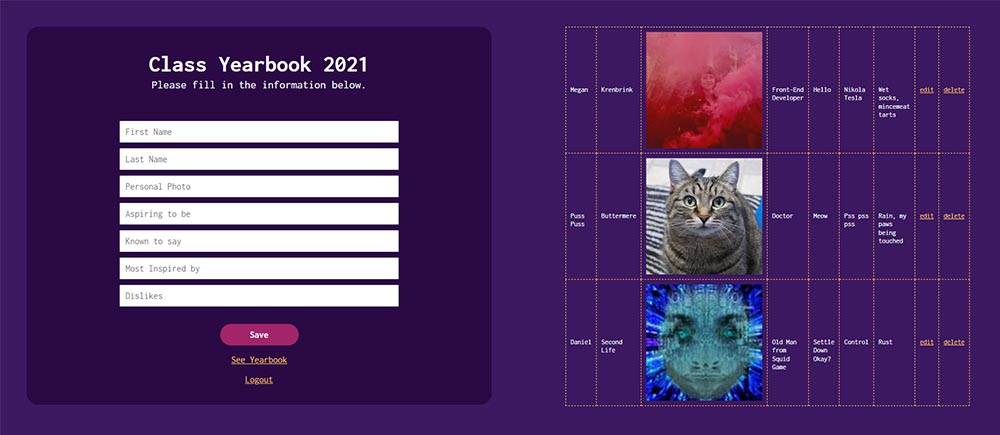 Class Yearbook 2021
Please fill in the information below.
First Name
Last Name
Personal Photo
Aspiring to be
Known to say
Most Inspired by
Dislikes
Save
See Yearbook
Logout
Megan
Krenbrink
Front-End
Developer
Hello
Nikola
Tesla
Wet
socks,
mincemeat
tarts
edit
delete
Puss
Puss
Buttermere
Doctor
Meow
Pss pss
pss
Rain, my
paws
being
touched
edit
delete
Daniel
Second
Life
Old Man
from
Squid
Game
Settle
Down
Okay?
Control
Rust
edit
delete